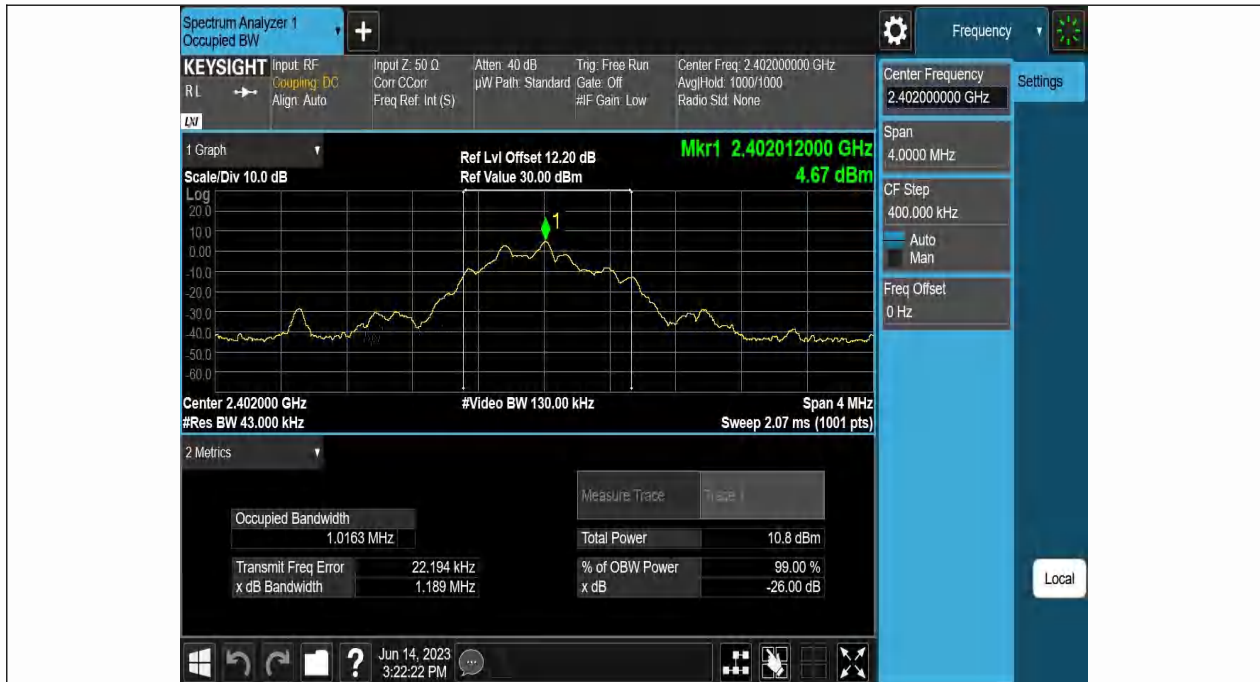 Spectrum Analyzer 1
Occupied BW
Frequency
KEYSIGHT
RL
LXI
Input: RF
Coupling: DC
Align: Auto
Input Z: 50 Ω
Corr CCorr
Freq Ref: Int (S)
Atten: 40 dB
µW Path: Standard
Trig: Free Run
Gate: Off
#IF Gain: Low
Center Freq: 2.402000000 GHz
Avg|Hold: 1000/1000
Radio Std: None
Center Frequency
2.402000000 GHz
Settings
Span
4.0000 MHz
CF Step
400.000 kHz
Auto
Man
Freq Offset
0 Hz
Local
1 Graph
Scale/Div 10.0 dB
Ref Lvl Offset 12.20 dB
Ref Value 30.00 dBm
Mkr1 2.402012000 GHz
4.67 dBm
Log
20.0
10.0
0.00
-10.0
-20.0
-30.0
-40.0
-50.0
-60.0
1
Center 2.402000 GHz
#Res BW 43.000 kHz
#Video BW 130.00 kHz
Span 4 MHz
Sweep 2.07 ms (1001 pts)
2 Metrics
Measure Trace Trace 1
Occupied Bandwidth
1.0163 MHz
Total Power 10.8 dBm
Transmit Freq Error 22.194 kHz
% of OBW Power 99.00 %
x dB Bandwidth 1.189 MHz
x dB -26.00 dB
?
Jun 14, 2023
3:22:22 PM